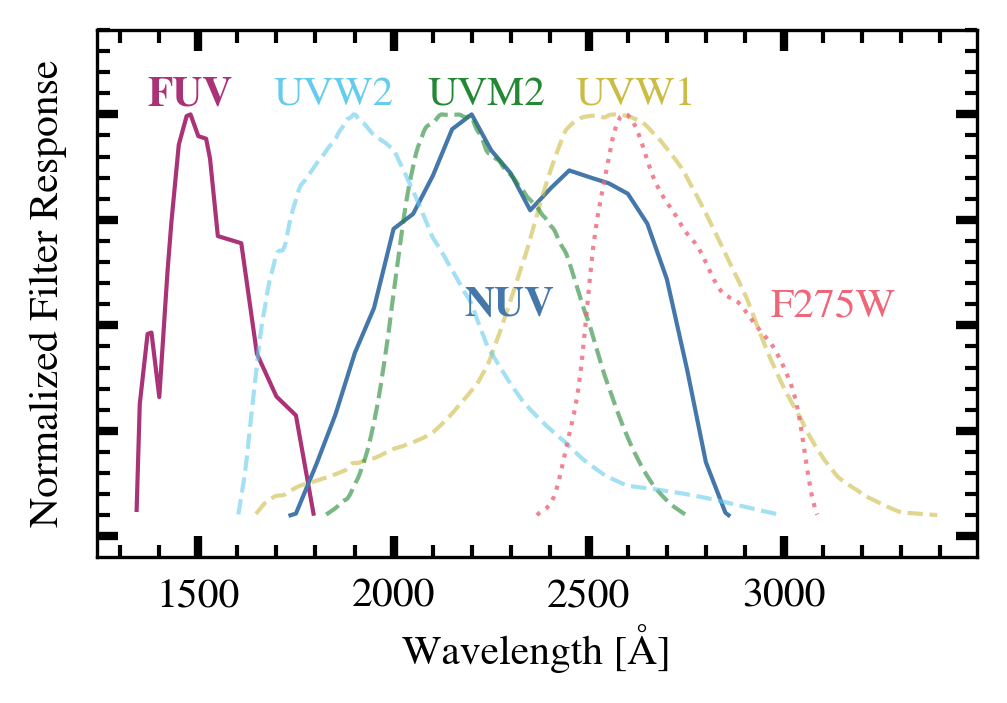 FUV UVW2 UVM2 UVW1
NUV F275W
Normalized Filter Response
1500 2000 2500 3000
Wavelength [Å]